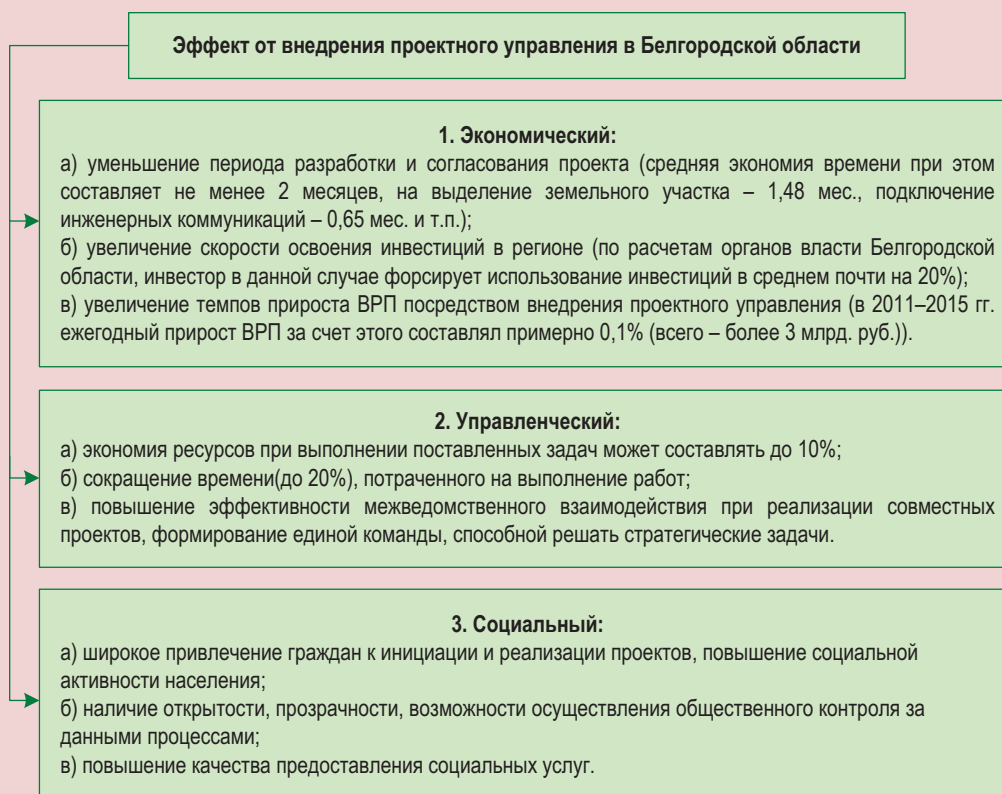 Эффект от внедрения проектного управления в Белгородской области
1. Экономический:
а) уменьшение периода разработки и согласования проекта (средняя экономия времени при этом
составляет не менее 2 месяцев, на выделение земельного участка – 1,48 мес., подключение
инженерных коммуникаций – 0,65 мес. и т.п.);
б) увеличение скорости освоения инвестиций в регионе (по расчетам органов власти Белгородской
области, инвестор в данной случае форсирует использование инвестиций в среднем почти на 20%);
в) увеличение темпов прироста ВРП посредством внедрения проектного управления (в 2011–2015 гг.
ежегодный прирост ВРП за счет этого составлял примерно 0,1% (всего – более 3 млрд. руб.)).
2. Управленческий:
а) экономия ресурсов при выполнении поставленных задач может составлять до 10%;
б) сокращение времени(до 20%), потраченного на выполнение работ;
в) повышение эффективности межведомственного взаимодействия при реализации совместных
проектов, формирование единой команды, способной решать стратегические задачи.
3. Социальный:
а) широкое привлечение граждан к инициации и реализации проектов, повышение социальной
активности населения;
б) наличие открытости, прозрачности, возможности осуществления общественного контроля за
данными процессами;
в) повышение качества предоставления социальных услуг.